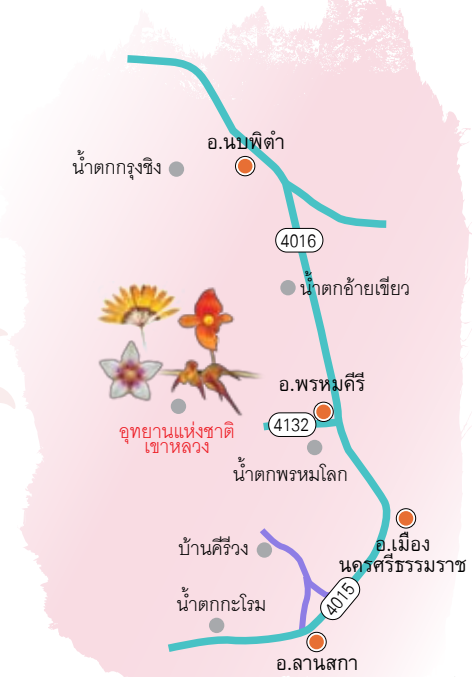 อ.นบพิตำ
น้ำตกกรุงชิง
4016
น้ำตกอ้ายเขียว
อ.พรหมคีรี
4132
อุทยานแห่งชาติ
เขาหลวง
น้ำตกพรหมโลก
อ.เมือง
นครศรีธรรมราช
บ้านคีรีวง
4015
น้ำตกกะโรม
อ.ลานสกา